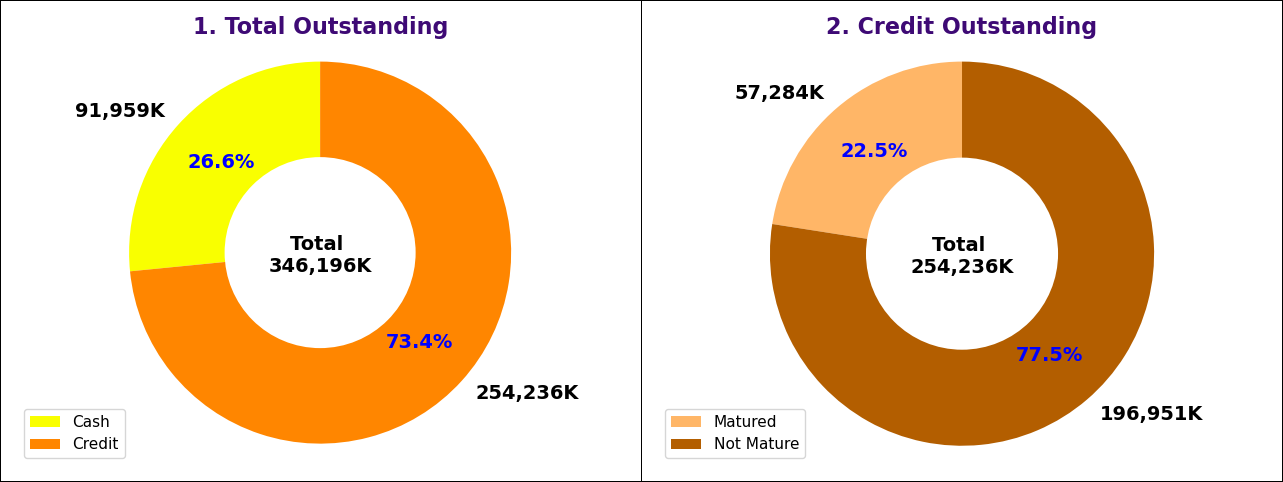 1. Total Outstanding
91,959K
26.6%
Total
346,196K
73.4%
254,236K
Cash
Credit
2. Credit Outstanding
57,284K
22.5%
Total
254,236K
77.5%
196,951K
Matured
Not Mature